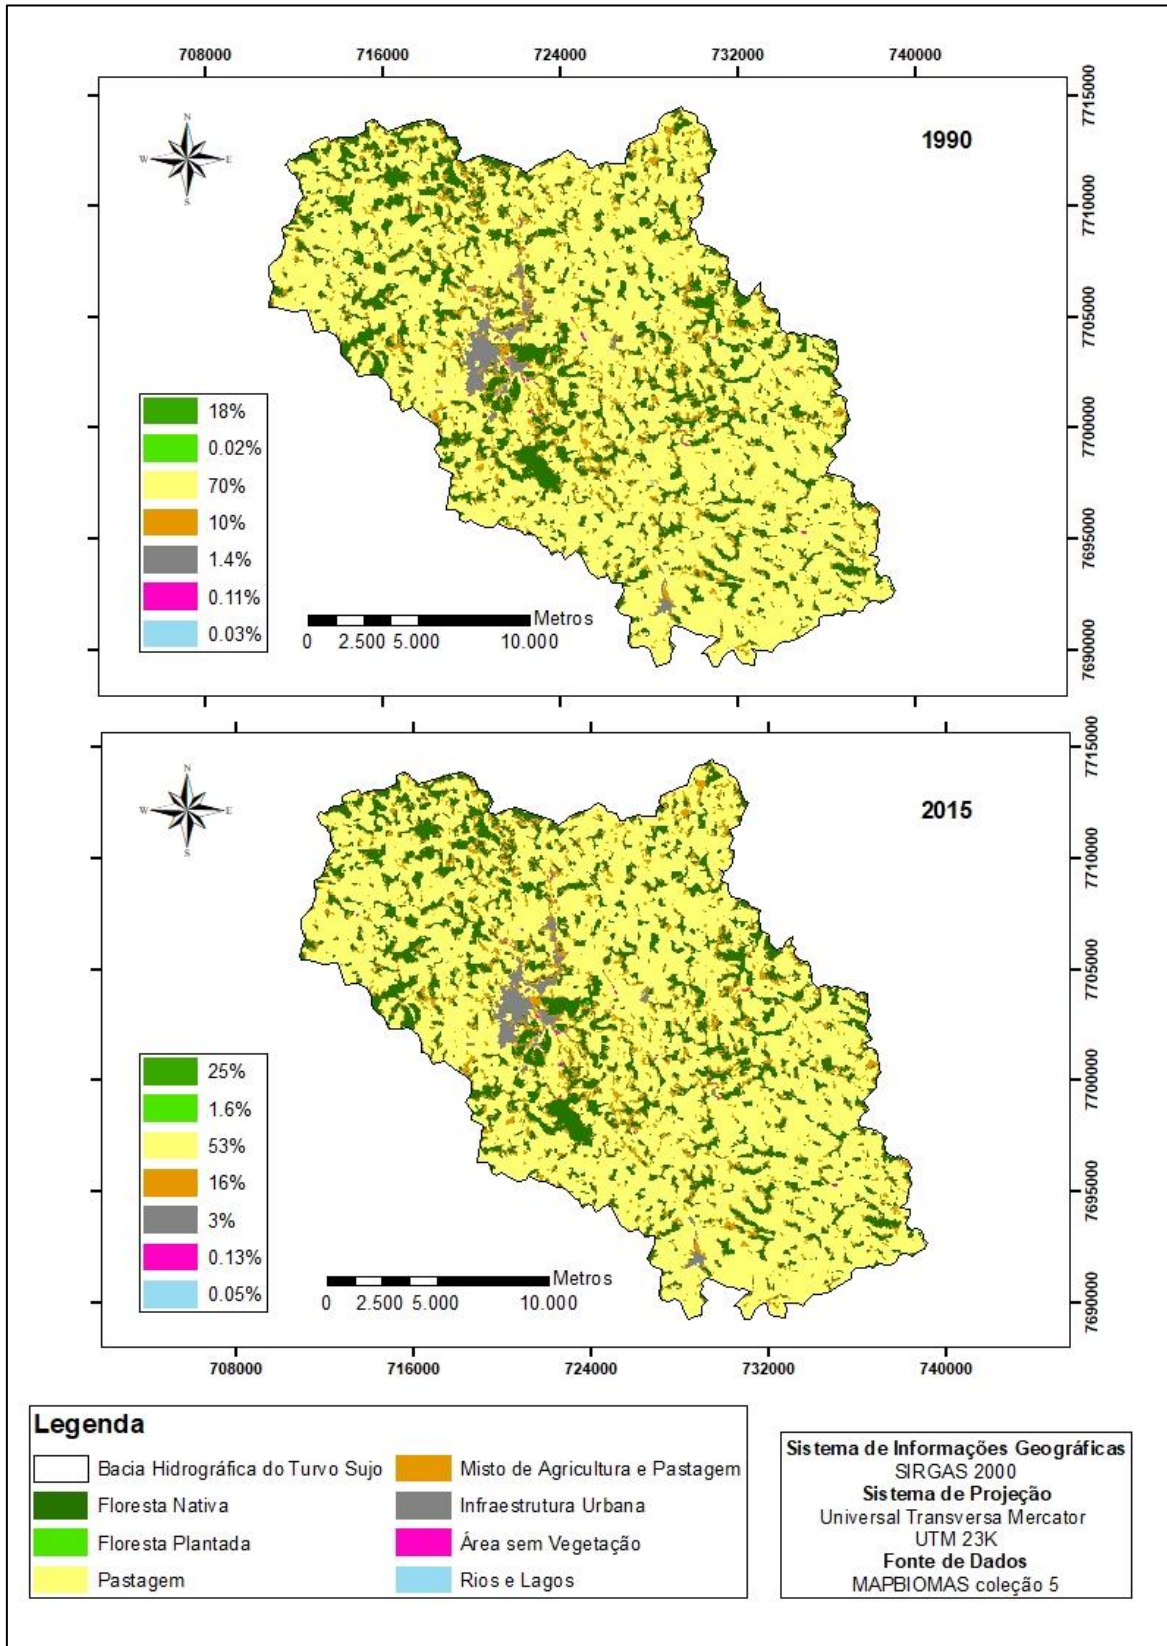 708000 716000 724000 732000 740000
1990
N
W E
S
7715000
7710000
7705000
7700000
7695000
7690000
18%
0.02%
70%
10%
1.4%
0.11%
0.03%
Metros
0 2.500 5.000 10.000
2015
N
W E
S
7715000
7710000
7705000
7700000
7695000
7690000
25%
1.6%
53%
16%
3%
0.13%
0.05%
Metros
0 2.500 5.000 10.000
708000 716000 724000 732000 740000
Legenda
Bacia Hidrográfica do Turvo Sujo
Floresta Nativa
Floresta Plantada
Pastagem
Misto de Agricultura e Pastagem
Infraestrutura Urbana
Área sem Vegetação
Rios e Lagos
Sistema de Informações Geográficas
SIRGAS 2000
Sistema de Projeção
Universal Transversa Mercator
UTM 23K
Fonte de Dados
MAPBIOMAS coleção 5